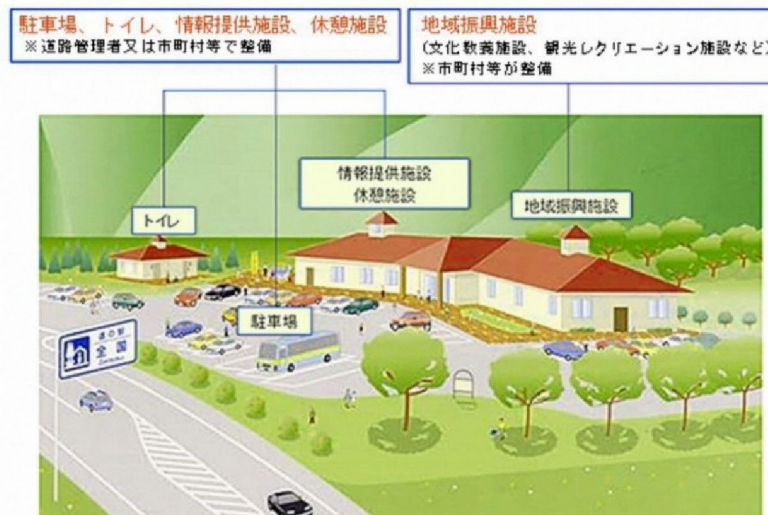 駐車場、トイレ、情報提供施設、休憩施設
※道路管理者又は市町村等で整備
地域振興施設
(文化教養施設、観光レクリエーション施設など)
※市町村等が整備
情報提供施設
休憩施設
トイレ
地域振興施設
駐車場
道の駅
全国